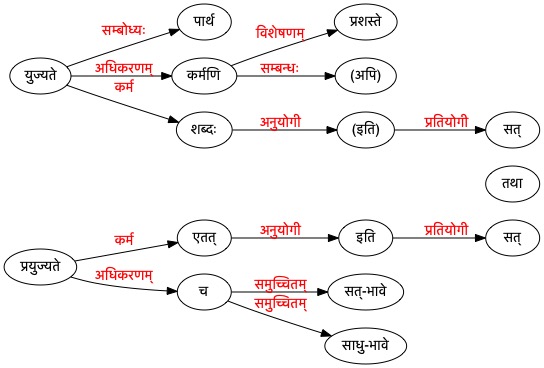 पार्थ
प्रशस्ते
सम्बोध्यः
विशेषणम्
युज्यते
अधिकरणम्
कर्मणि
सम्बन्धः
(अपि)
कर्म
शब्दः
अनुयोगी
(इति)
प्रतियोगी
सत्
तथा
कर्म
एतत्
अनुयोगी
इति
प्रतियोगी
सत्
प्रयुज्यते
अधिकरणम्
च
समुच्चितम्
सत्-भावे
समुच्चितम्
साधु-भावे